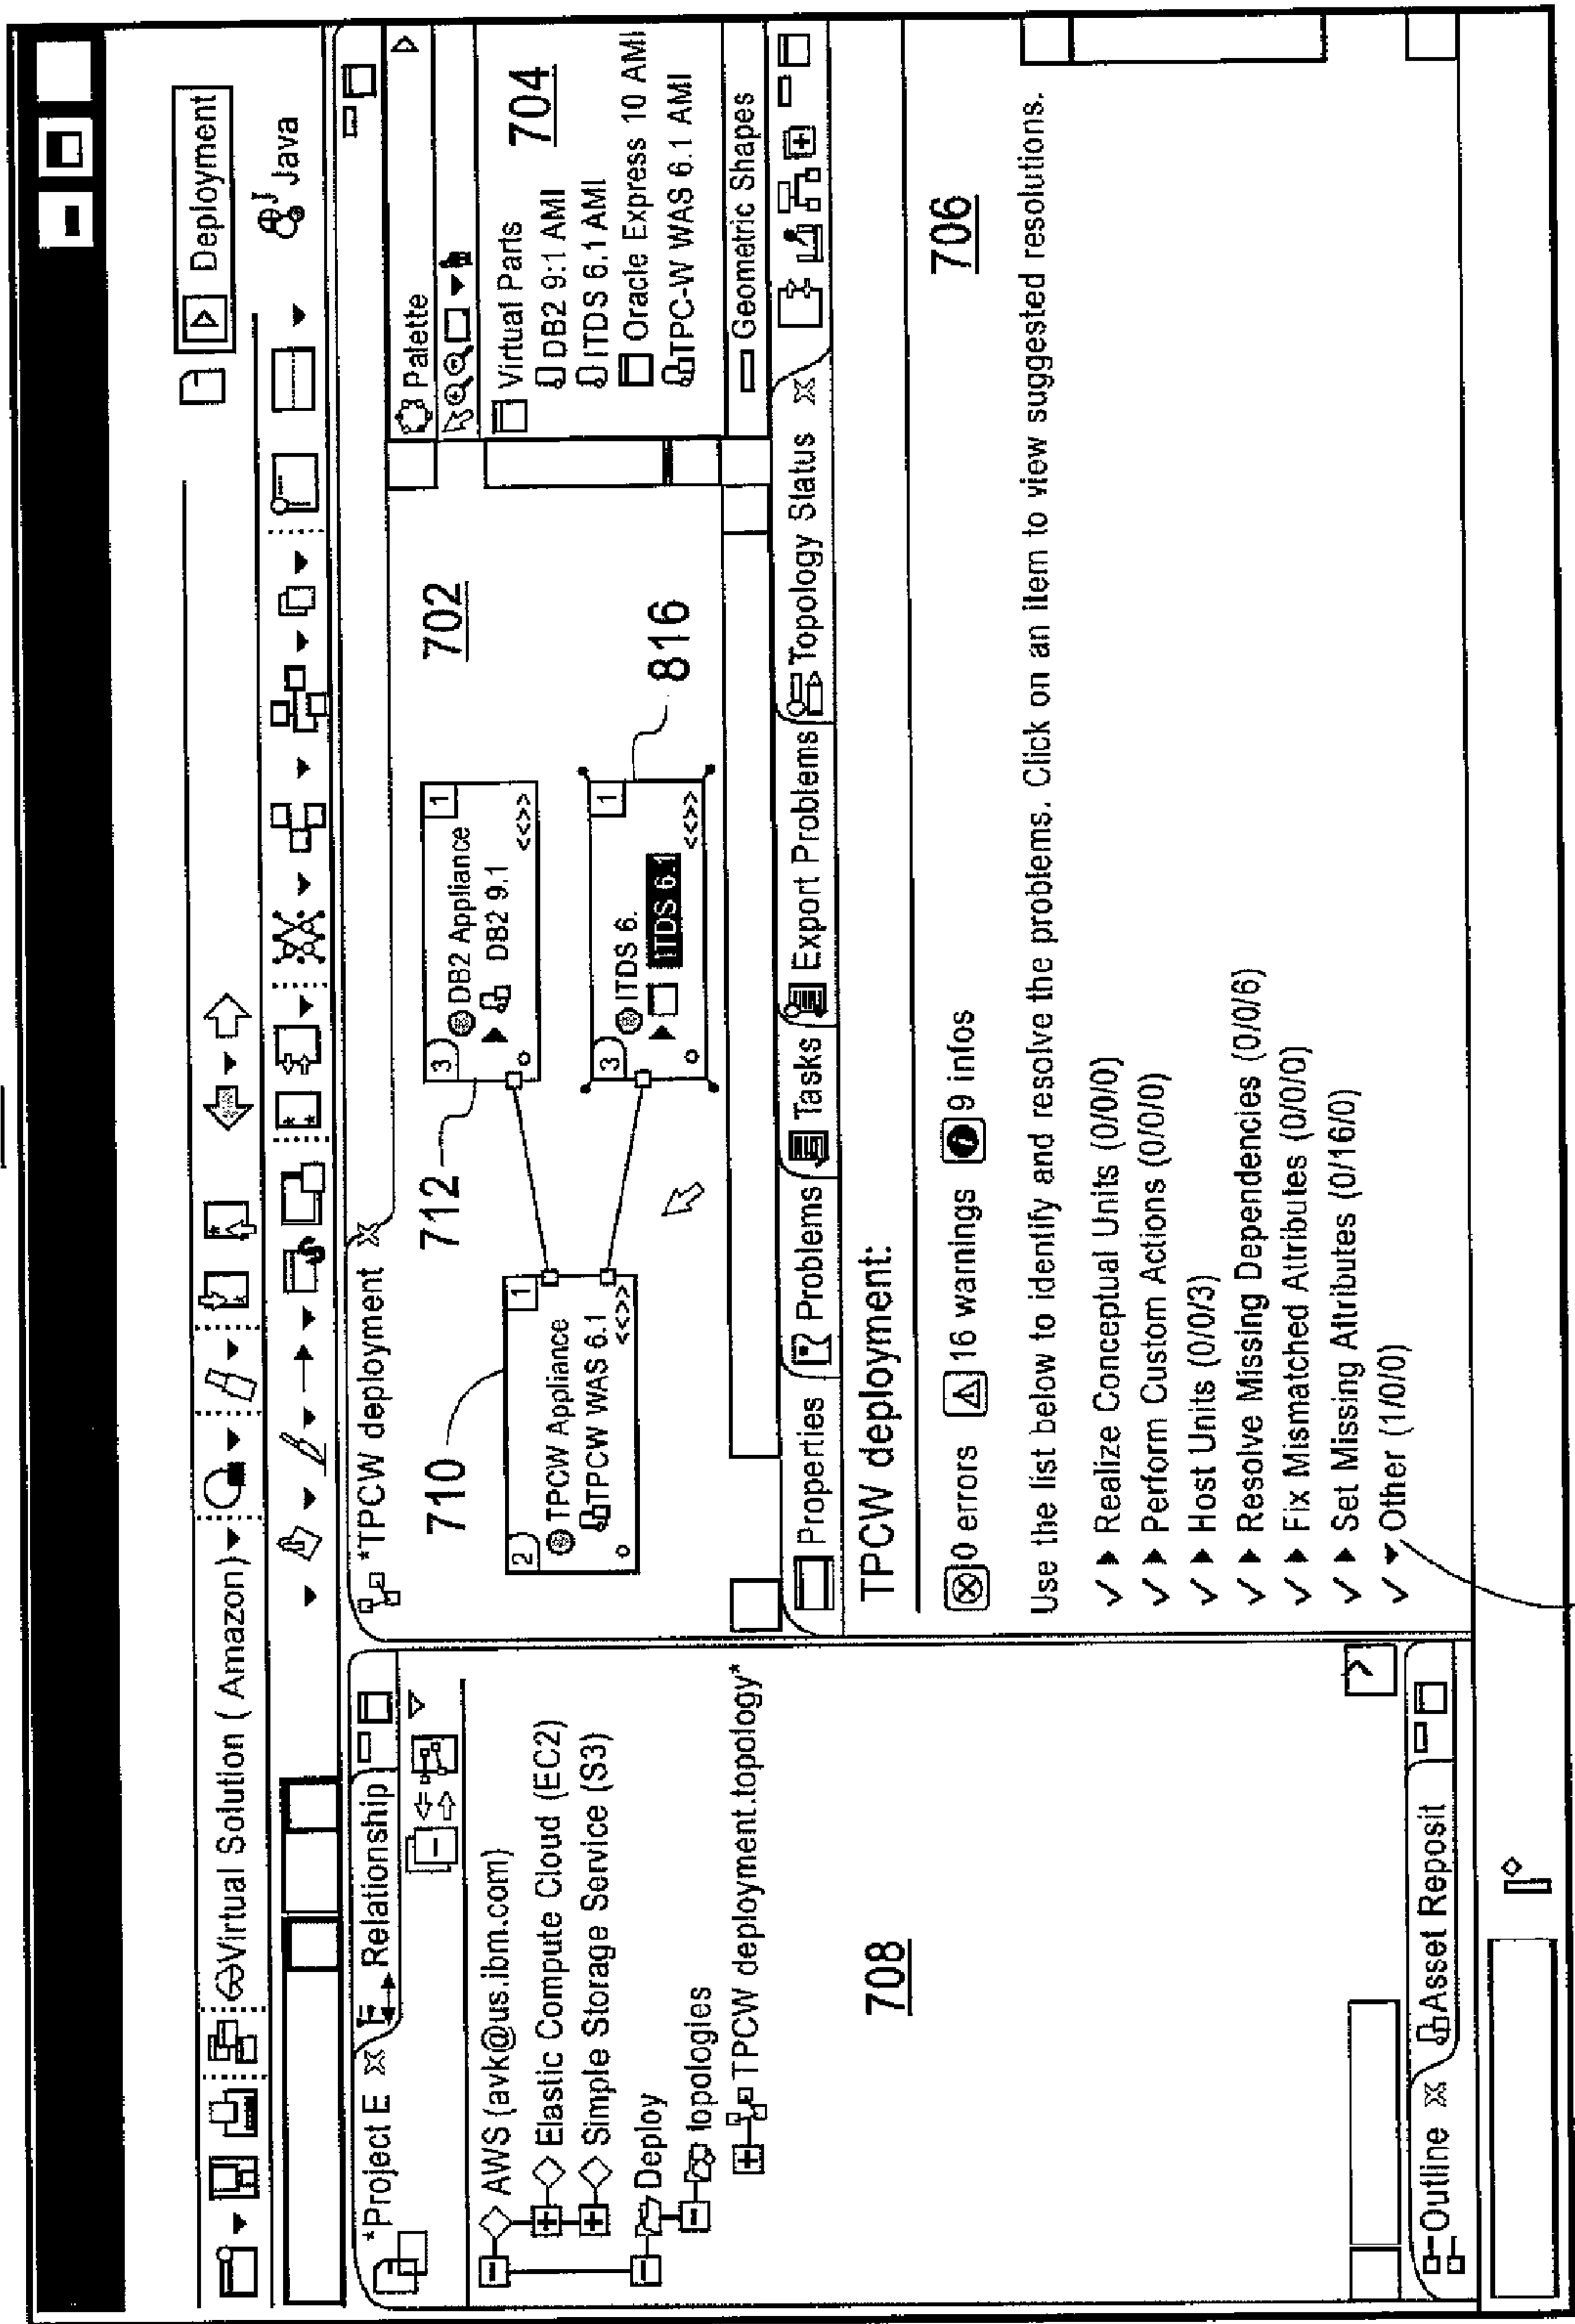 Deployment
Virtual Solution ( Amazon)
Java
*Project E
Relationship
AWS (avk@us.ibm.com)
Elastic Compute Cloud (EC2)
Simple Storage Service (S3)
Deploy
topologies
TPCW deployment.topology*
708
Outline
Asset Reposit
*TPCW deployment
710
2
1
TPCW Appliance
TPCW WAS 6.1
<<>>
712
3
1
DB2 Appliance
DB2 9.1
<<>>
702
3
1
ITDS 6.
ITDS 6.1
<<>>
816
Palette
Virtual Parts
704
DB2 9:1 AMI
ITDS 6.1 AMI
Oracle Express 10 AMI
TPC-W WAS 6.1 AMI
Geometric Shapes
Properties
Problems
Tasks
Export Problems
Topology Status
TPCW deployment:
0 errors
16 warnings
9 infos
706
Use the list below to identify and resolve the problems. Click on an item to view suggested resolutions.
Realize Conceptual Units (0/0/0)
Perform Custom Actions (0/0/0)
Host Units (0/0/3)
Resolve Missing Dependencies (0/0/6)
Fix Mismatched Attributes (0/0/0)
Set Missing Attributes (0/16/0)
Other (1/0/0)